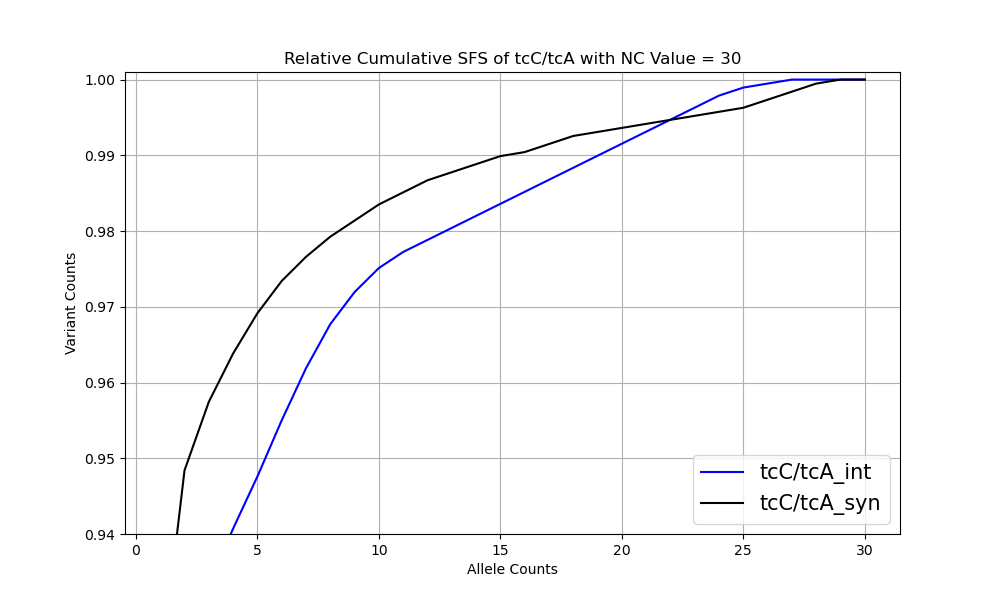 Relative Cumulative SFS of tcC/tcA with NC Value = 30
1.00
0.99
0.98
0.97
0.96
0.95
0.94
Variant Counts
0 5 10 15 20 25 30
Allele Counts
tcC/tcA_int
tcC/tcA_syn